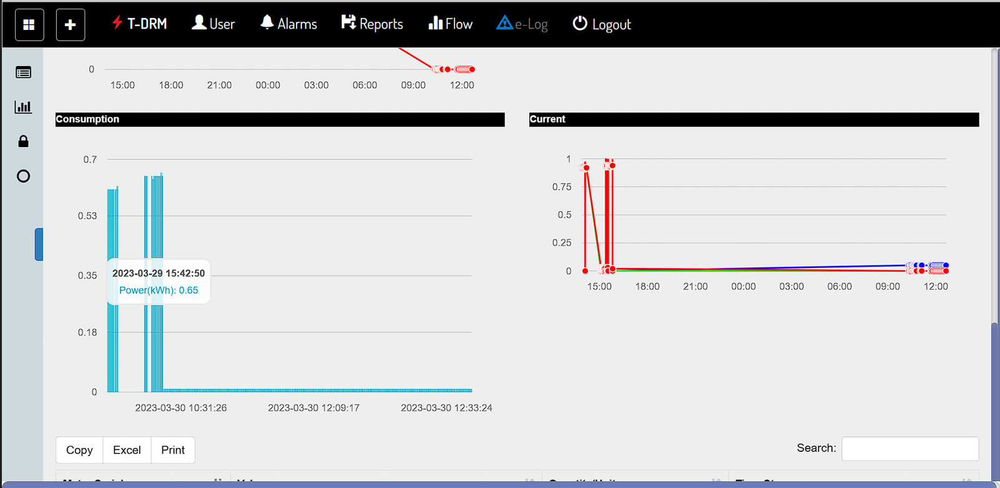 T-DRM User Alarms Reports Flow e-Log Logout
0
15:00 18:00 21:00 00:00 03:00 06:00 09:00 12:00
Consumption
0.7
0.53
0.35
0.18
0
2023-03-29 15:42:50
Power(kWh): 0.65
2023-03-30 10:31:26 2023-03-30 12:09:17 2023-03-30 12:33:24
Current
1
0.75
0.5
0.25
0
15:00 18:00 21:00 00:00 03:00 06:00 09:00 12:00
Copy Excel Print
Search: